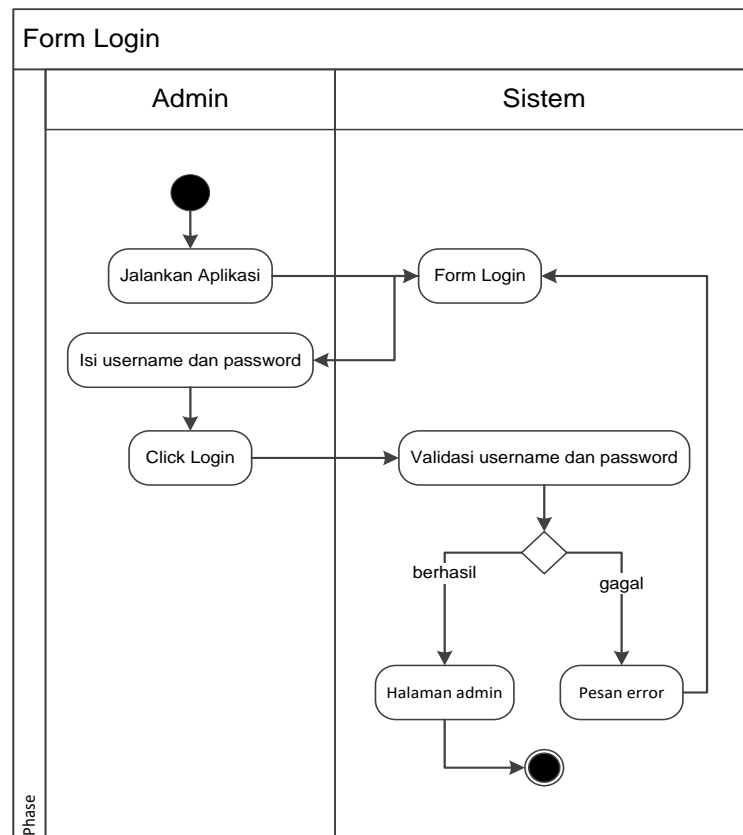 Form Login
Admin
Sistem
Jalankan Aplikasi
Form Login
Isi username dan password
Click Login
Validasi username dan password
berhasil
gagal
Halaman admin
Pesan error
Phase